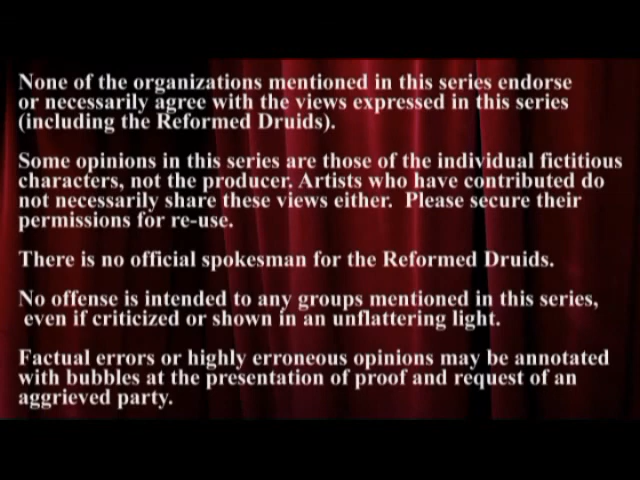 None of the organizations mentioned in this series endorse
or necessarily agree with the views expressed in this series
(including the Reformed Druids).
Some opinions in this series are those of the individual fictitious
characters, not the producer. Artists who have contributed do
not necessarily share these views either.  Please secure their
permissions for re-use.
There is no official spokesman for the Reformed Druids.
No offense is intended to any groups mentioned in this series,
even if criticized or shown in an unflattering light.
Factual errors or highly erroneous opinions may be annotated
with bubbles at the presentation of proof and request of an
aggrieved party.